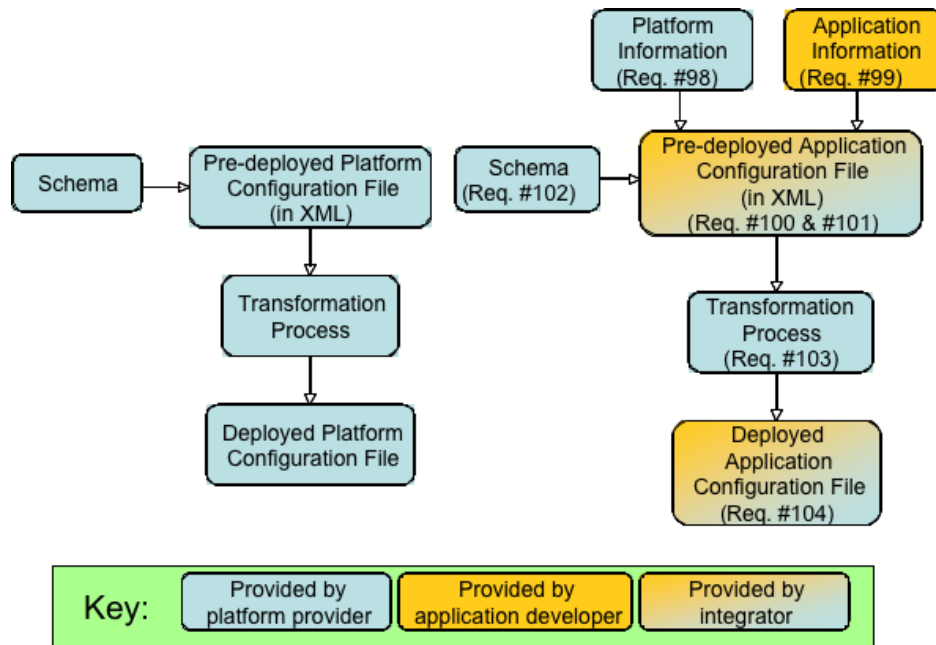 Platform
Information
(Req. #98)
Application
Information
(Req. #99)
Schema
Pre-deployed Platform
Configuration File
(in XML)
Schema
(Req. #102)
Pre-deployed Application
Configuration File
(in XML)
(Req. #100 & #101)
Transformation
Process
Transformation
Process
(Req. #103)
Deployed Platform
Configuration File
Deployed
Application
Configuration File
(Req. #104)
Key:
Provided by
platform provider
Provided by
application developer
Provided by
integrator